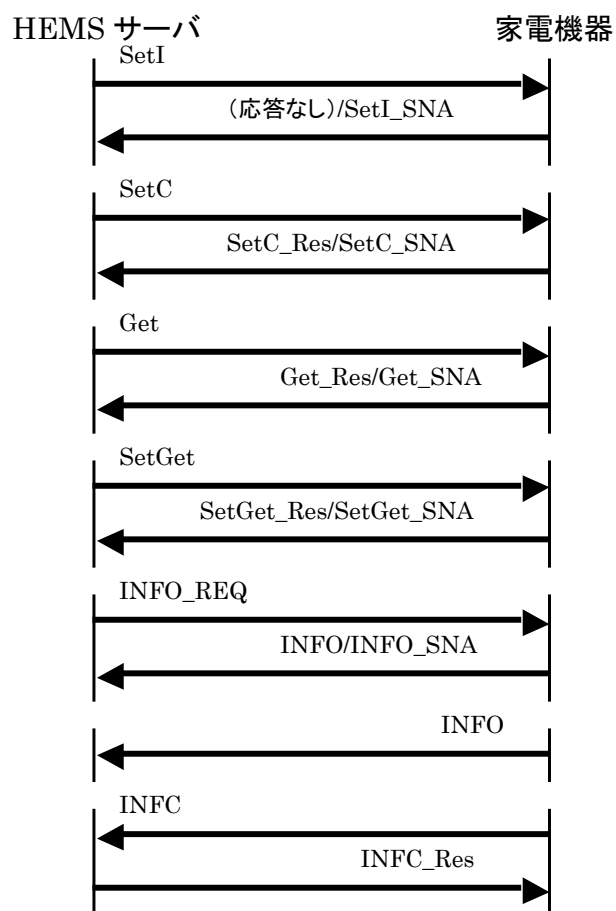 HEMS サーバ
家電機器
SetI
(応答なし)/SetI_SNA
SetC
SetC_Res/SetC_SNA
Get
Get_Res/Get_SNA
SetGet
SetGet_Res/SetGet_SNA
INFO_REQ
INFO/INFO_SNA
INFO
INFC
INFC_Res